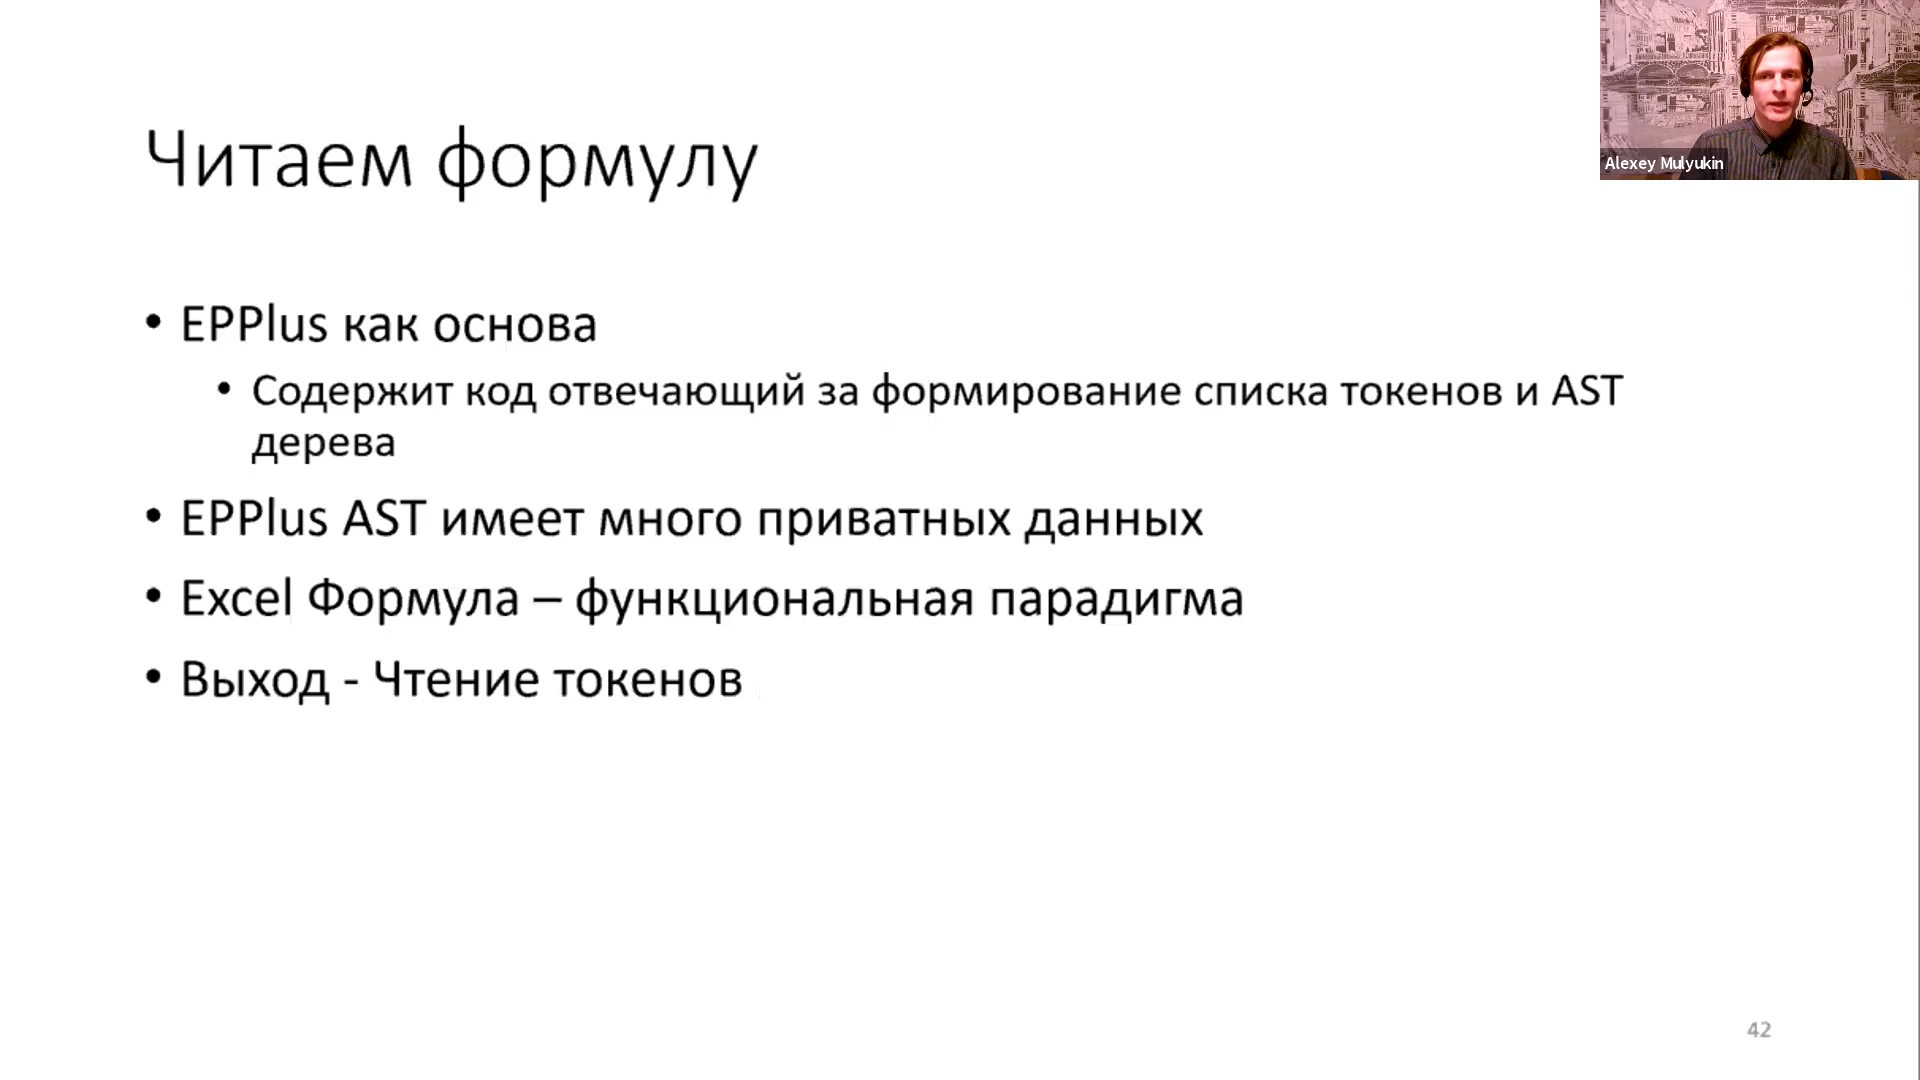 Alexey Mulyukin
Читаем формулу
• EPPlus как основа
• Содержит код отвечающий за формирование списка токенов и AST
дерева
• EPPlus AST имеет много приватных данных
• Excel Формула – функциональная парадигма
• Выход - Чтение токенов
42